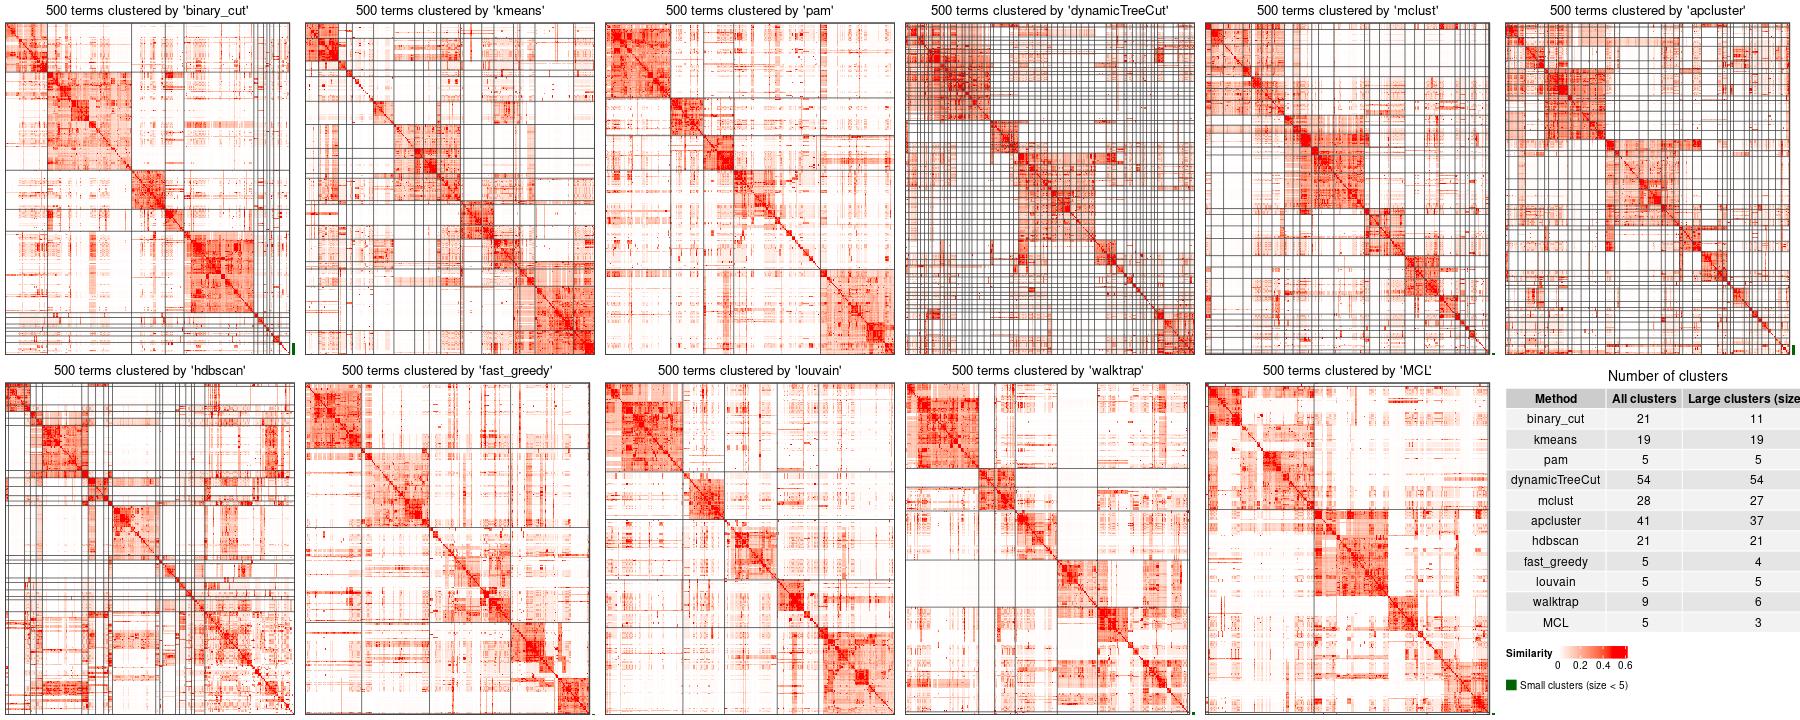 500 terms clustered by 'binary_cut'
500 terms clustered by 'kmeans'
500 terms clustered by 'pam'
500 terms clustered by 'dynamicTreeCut'
500 terms clustered by 'mclust'
500 terms clustered by 'apcluster'
500 terms clustered by 'hdbscan'
500 terms clustered by 'fast_greedy'
500 terms clustered by 'louvain'
500 terms clustered by 'walktrap'
500 terms clustered by 'MCL'
Number of clusters
Method All clusters Large clusters (size
binary_cut 21 11
kmeans 19 19
pam 5 5
dynamicTreeCut 54 54
mclust 28 27
apcluster 41 37
hdbscan 21 21
fast_greedy 5 4
louvain 5 5
walktrap 9 6
MCL 5 3
Similarity
0 0.2 0.4 0.6
Small clusters (size < 5)